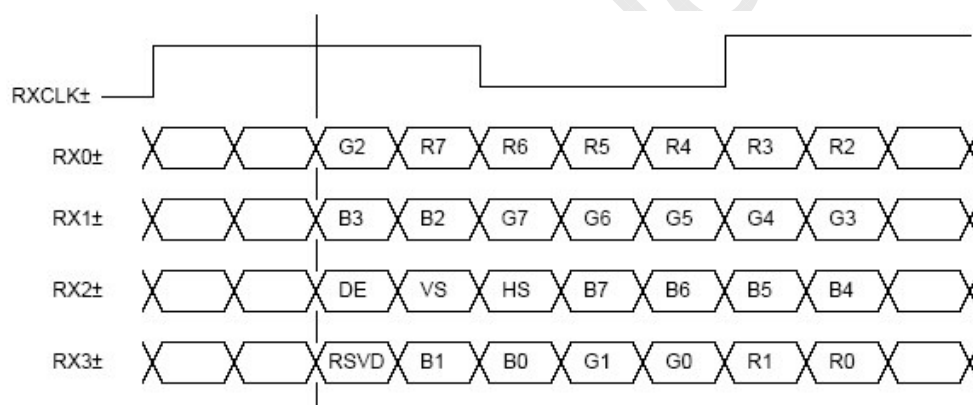 RXCLK±
RX0± G2 R7 R6 R5 R4 R3 R2
RX1± B3 B2 G7 G6 G5 G4 G3
RX2± DE VS HS B7 B6 B5 B4
RX3± RSVD B1 B0 G1 G0 R1 R0